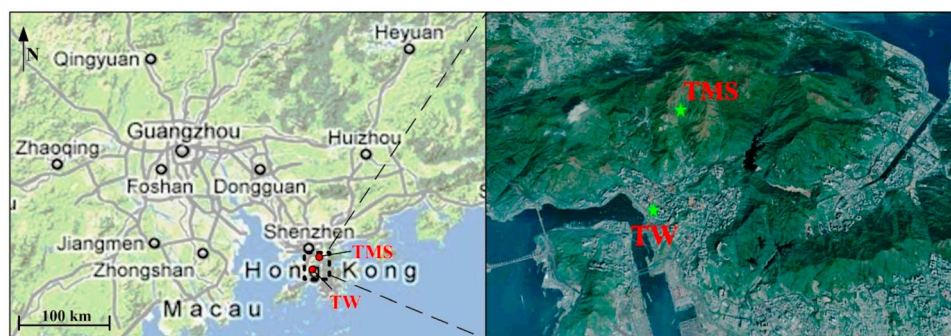 N
Heyuan
Qingyuan
Guangzhou
Zhaoqing
Huizhou
Foshan
Dongguan
Jiangmen
Shenzhen
Zhongshan
TMS
Hong Kong
TW
Macau
100 km
TMS
TW